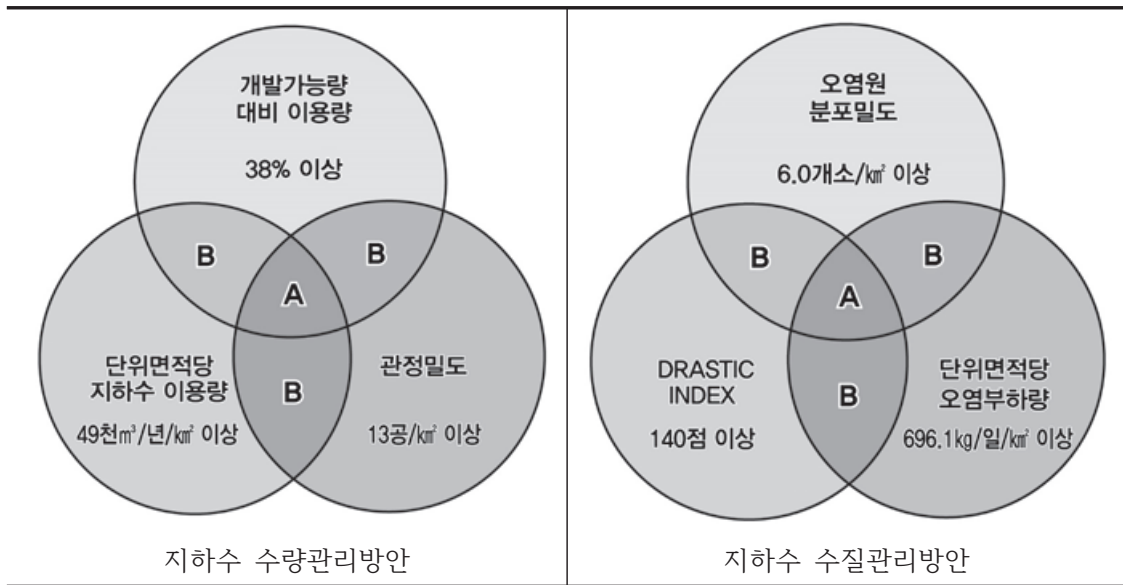 개발가능량
대비 이용량
38% 이상
B
B
A
단위면적당
지하수 이용량
49천㎥/년/㎢ 이상
B
관정밀도
13공/㎢ 이상
지하수 수량관리방안
오염원
분포밀도
6.0개소/㎢ 이상
B
B
A
DRASTIC
INDEX
140점 이상
B
단위면적당
오염부하량
696.1kg/일/㎢ 이상
지하수 수질관리방안